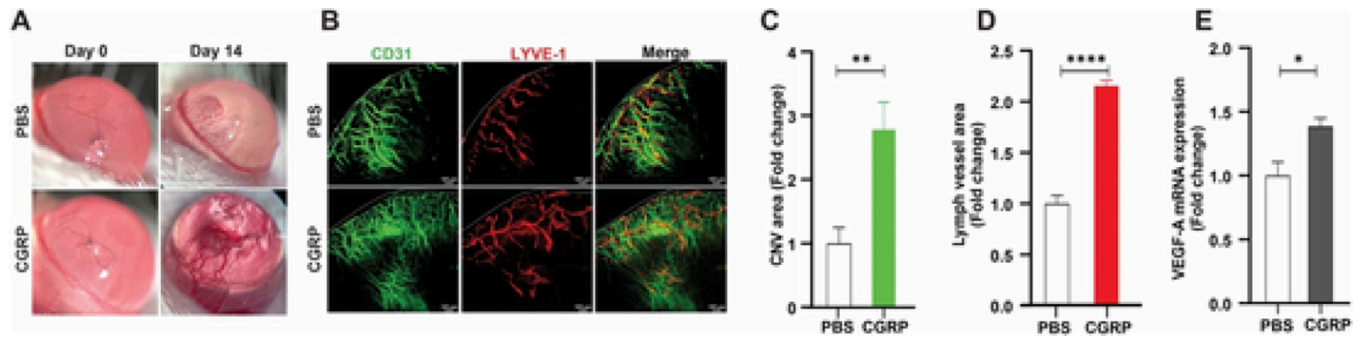 A
Day 0
Day 14
PBS
CGRP
B
CD31
LYVE-1
Merge
PBS
CGRP
C
CNV area (Fold change)
4
3
2
1
0
**
PBS
CGRP
D
Lymph vessel area
(Fold change)
2.5
2.0
1.5
1.0
0.5
0.0
****
PBS
CGRP
E
VEGF-A mRNA expression
(Fold change)
2.0
1.5
1.0
0.5
0.0
*
PBS
CGRP